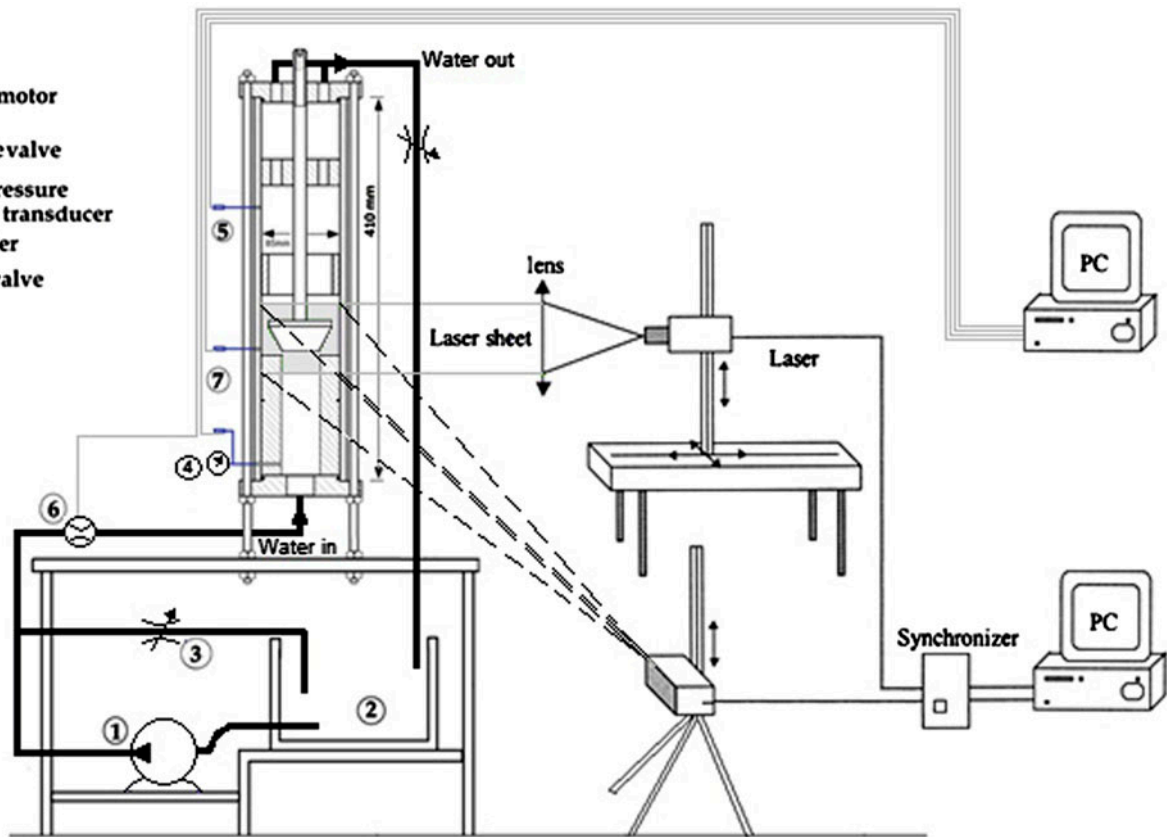 Water out
motor
evalve
ressure
transducer
er
valve
410 mm
85mm
5
lens
PC
Laser sheet
Laser
7
4
6
Water in
3
Synchronizer
PC
2
1